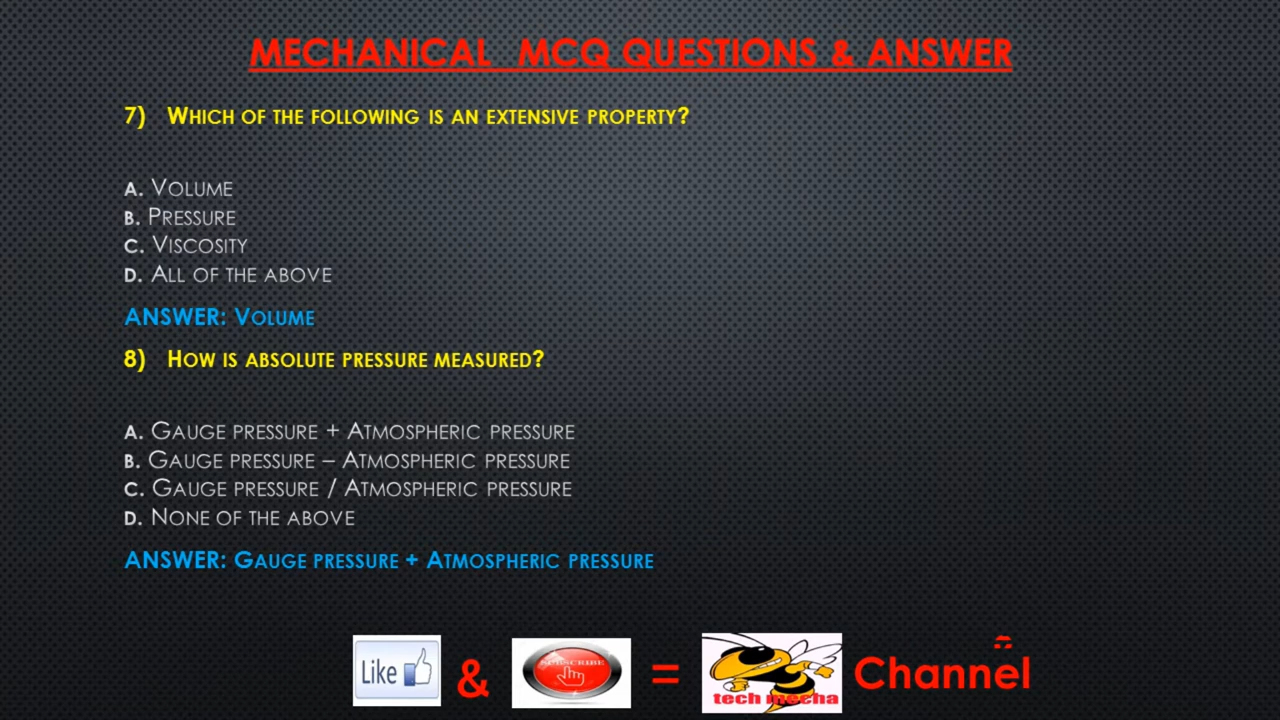 MECHANICAL MCQ QUESTIONS & ANSWER
7) WHICH OF THE FOLLOWING IS AN EXTENSIVE PROPERTY?
A. VOLUME
B. PRESSURE
C. VISCOSITY
D. ALL OF THE ABOVE
ANSWER: VOLUME
8) HOW IS ABSOLUTE PRESSURE MEASURED?
A. GAUGE PRESSURE + ATMOSPHERIC PRESSURE
B. GAUGE PRESSURE – ATMOSPHERIC PRESSURE
C. GAUGE PRESSURE / ATMOSPHERIC PRESSURE
D. NONE OF THE ABOVE
ANSWER: GAUGE PRESSURE + ATMOSPHERIC PRESSURE
Like & SUBSCRIBE = tech mecha Channel